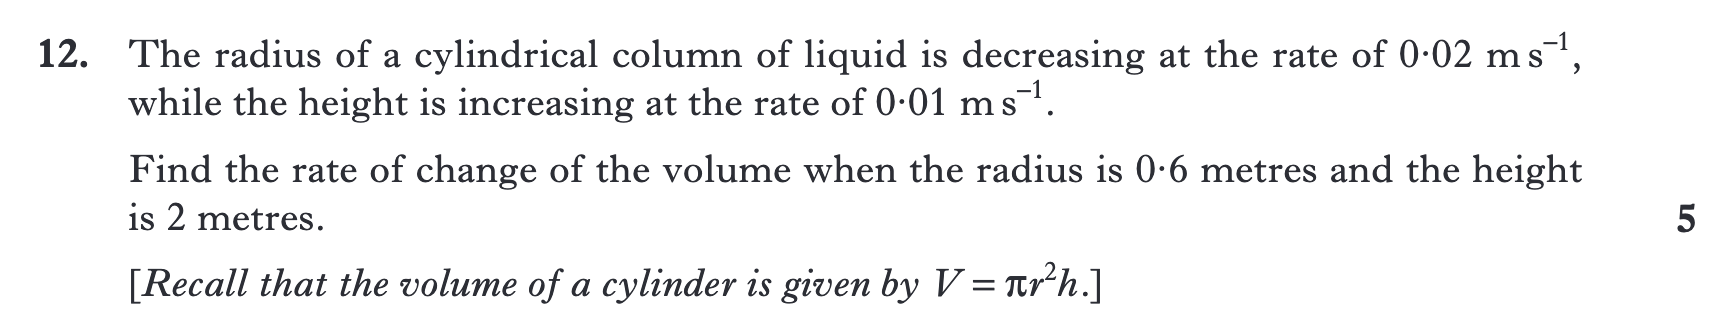 12. The radius of a cylindrical column of liquid is decreasing at the rate of 0·02 m s⁻¹,
while the height is increasing at the rate of 0·01 m s⁻¹.
Find the rate of change of the volume when the radius is 0·6 metres and the height
is 2 metres. 5
[Recall that the volume of a cylinder is given by V = πr²h.]